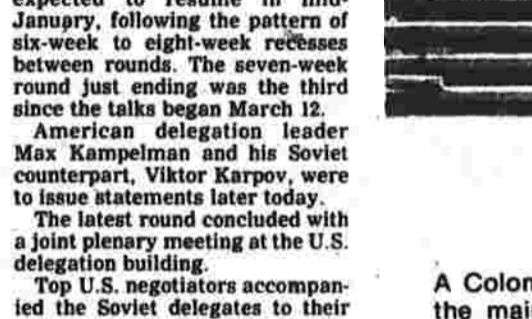 expected to resume in mid-
January, following the pattern of
six-week to eight-week recesses
between rounds. The seven-week
round just ending was the third
since the talks began March 12.
American delegation leader
Max Kampelman and his Soviet
counterpart, Viktor Karpov, were
to issue statements later today.
The latest round concluded with
a joint plenary meeting at the U.S.
delegation building.
Top U.S. negotiators accompan-
ied the Soviet delegates to their
A Colom
the maj